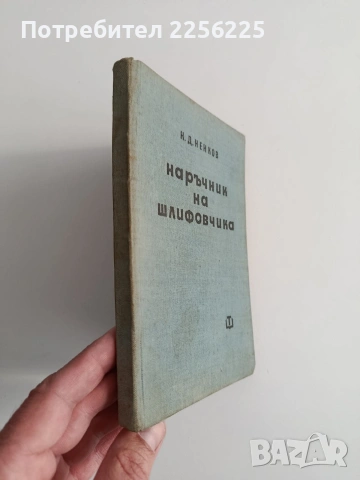 Потребител 2256225
Н.Д.НЕНКОВ
НАРЪЧНИК
НА
ШЛИФОВЧИКА
bazar